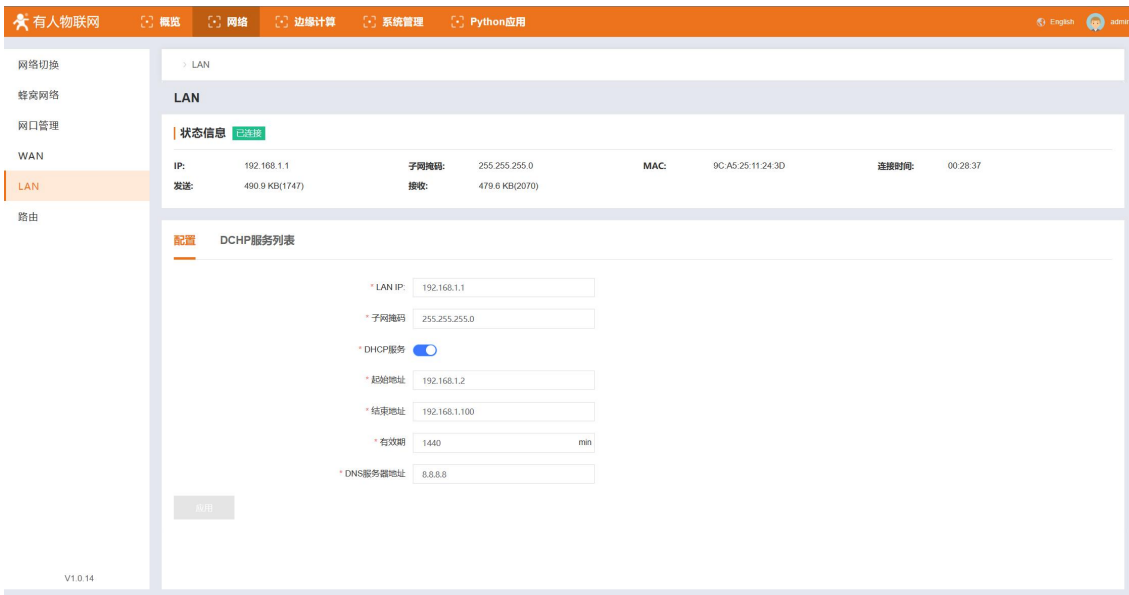 有人物联网 概览 网络 边缘计算 系统管理 Python应用 English admin
网络切换
蜂窝网络
网口管理
WAN
LAN
路由
V1.0.14
> LAN
LAN
状态信息 已连接
IP: 192.168.1.1 子网掩码: 255.255.255.0 MAC: 9C:A5:25:11:24:3D 连接时间: 00:28:37
发送: 490.9 KB(1747) 接收: 479.6 KB(2070)
配置 DCHP服务列表
* LAN IP: 192.168.1.1
* 子网掩码 255.255.255.0
* DHCP服务
* 起始地址 192.168.1.2
* 结束地址 192.168.1.100
* 有效期 1440 min
* DNS服务器地址 8.8.8.8
应用